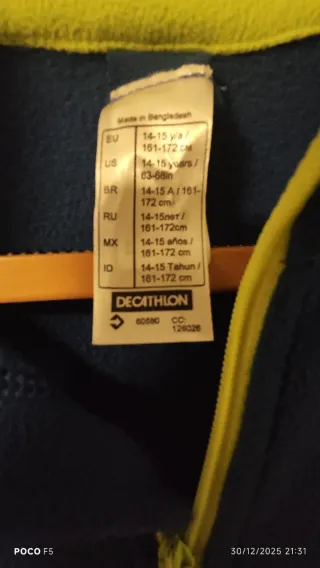 Made in Bangladesh
EU 14-15 y/a /
161-172 см
US 14-15 years /
63-68in
BR 14-15 A / 161-
172 cm
RU 14-15лет /
161-172cm
MX 14-15 años /
161-172 cm
ID 14-15 Tahun /
161-172 cm
DECATHLON
60580 CC:
126026
POCO F5 30/12/2025 21:31